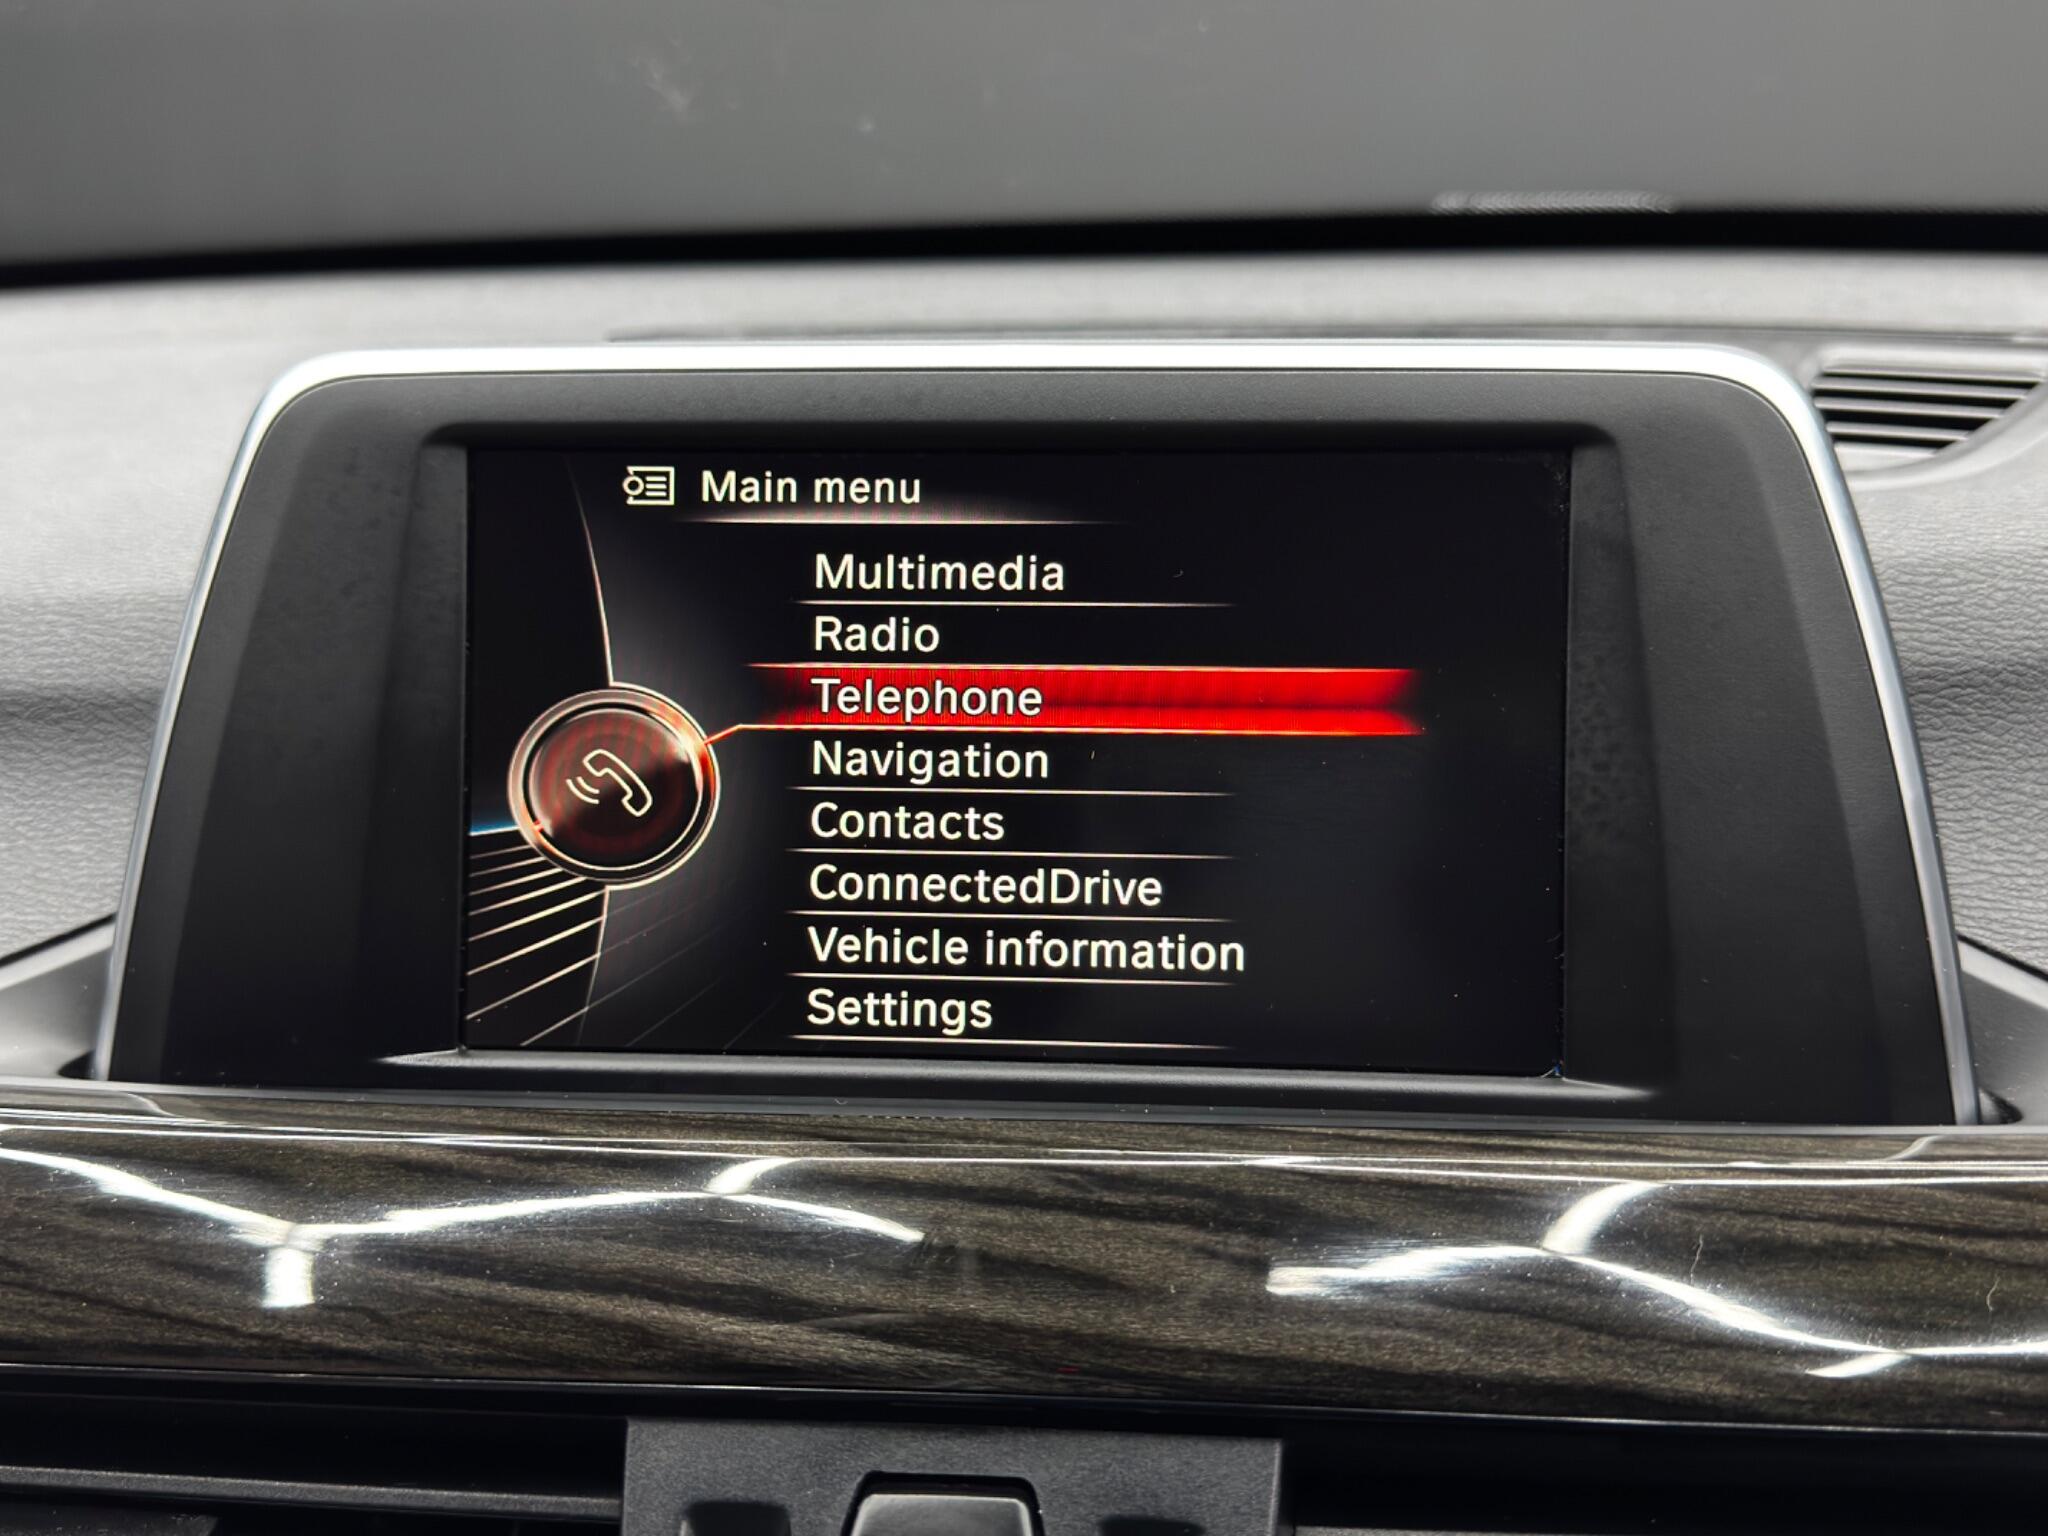 Main menu
Multimedia
Radio
Telephone
Navigation
Contacts
ConnectedDrive
Vehicle information
Settings